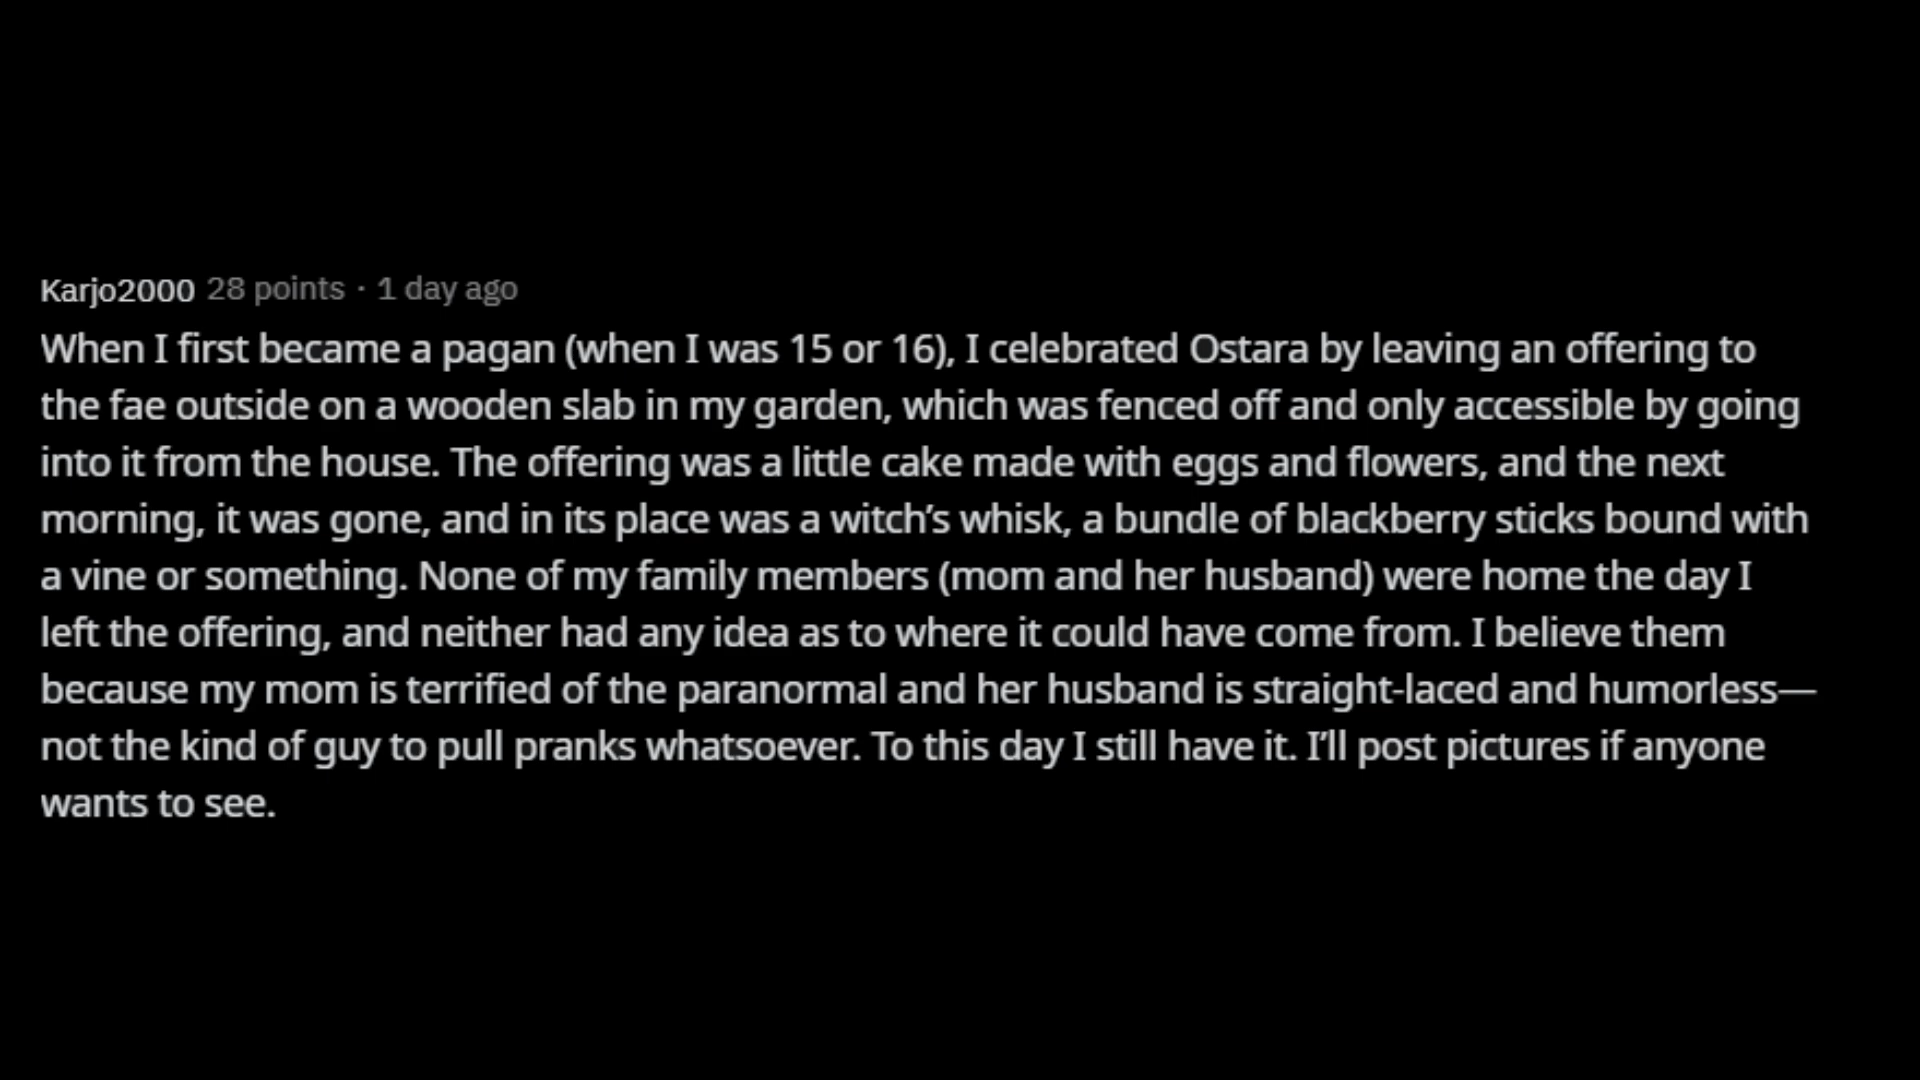 Karjo2000 28 points · 1 day ago
When I first became a pagan (when I was 15 or 16), I celebrated Ostara by leaving an offering to
the fae outside on a wooden slab in my garden, which was fenced off and only accessible by going
into it from the house. The offering was a little cake made with eggs and flowers, and the next
morning, it was gone, and in its place was a witch’s whisk, a bundle of blackberry sticks bound with
a vine or something. None of my family members (mom and her husband) were home the day I
left the offering, and neither had any idea as to where it could have come from. I believe them
because my mom is terrified of the paranormal and her husband is straight-laced and humorless—
not the kind of guy to pull pranks whatsoever. To this day I still have it. I’ll post pictures if anyone
wants to see.